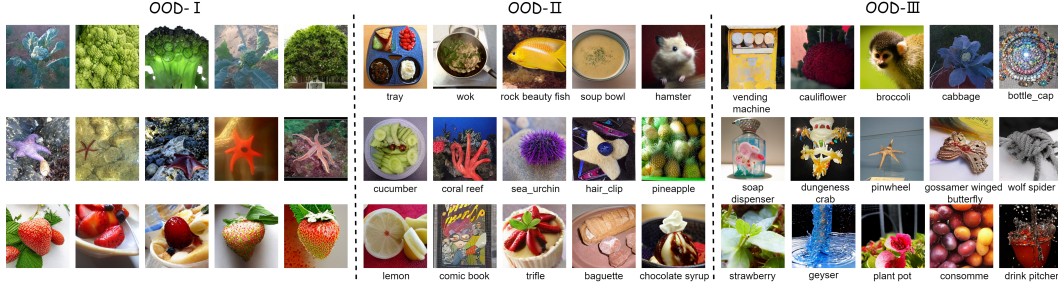 OOD-I
OOD-II
OOD-III
tray
wok
rock beauty fish
soup bowl
hamster
vending
machine
cauliflower
broccoli
cabbage
bottle_cap
cucumber
coral reef
sea_urchin
hair_clip
pineapple
soap
dispenser
dungeness
crab
pinwheel
gossamer winged
butterfly
wolf spider
lemon
comic book
trifle
baguette
chocolate syrup
strawberry
geyser
plant pot
consomme
drink pitcher